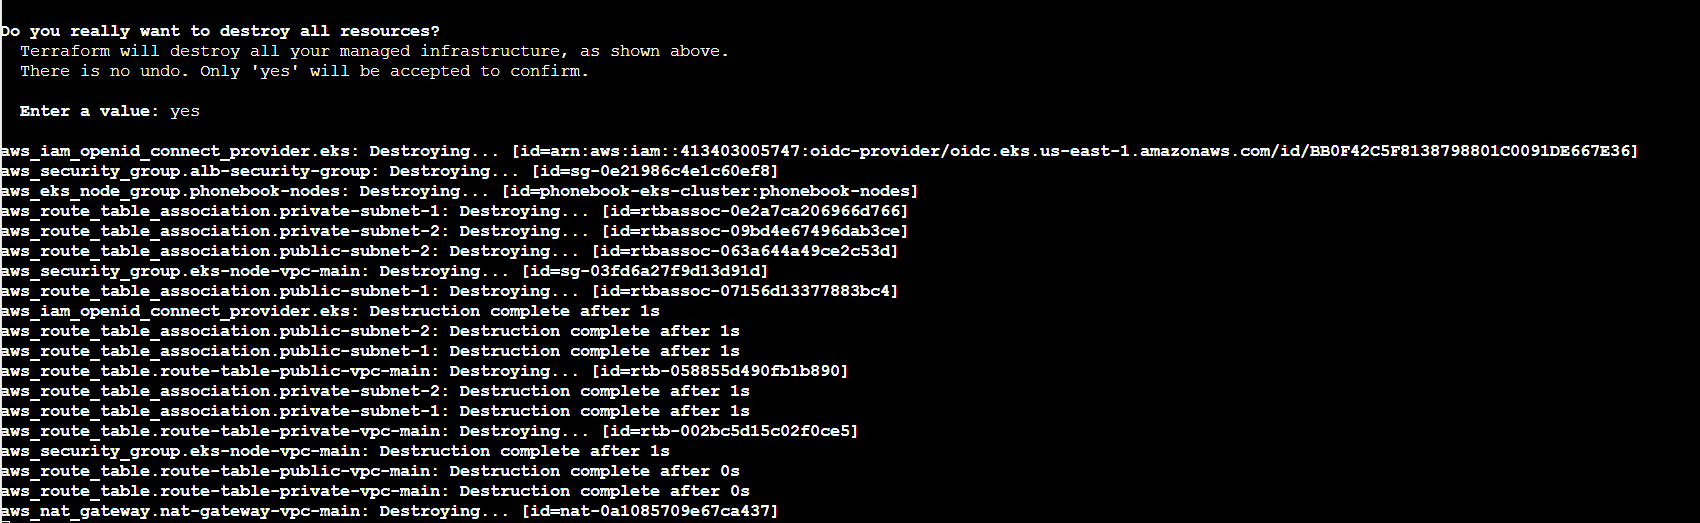 Do you really want to destroy all resources?
Terraform will destroy all your managed infrastructure, as shown above.
There is no undo. Only 'yes' will be accepted to confirm.
Enter a value: yes
aws_iam_openid_connect_provider.eks: Destroying... [id=arn:aws:iam::413403005747:oidc-provider/oidc.eks.us-east-1.amazonaws.com/id/BB0F42C5F8138798801C0091DE667E36]
aws_security_group.alb-security-group: Destroying... [id=sg-0e21986c4e1c60ef8]
aws_eks_node_group.phonebook-nodes: Destroying... [id=phonebook-eks-cluster:phonebook-nodes]
aws_route_table_association.private-subnet-1: Destroying... [id=rtbassoc-0e2a7ca206966d766]
aws_route_table_association.private-subnet-2: Destroying... [id=rtbassoc-09bd4e67496dab3ce]
aws_route_table_association.public-subnet-2: Destroying... [id=rtbassoc-063a644a49ce2c53d]
aws_security_group.eks-node-vpc-main: Destroying... [id=sg-03fd6a27f9d13d91d]
aws_route_table_association.public-subnet-1: Destroying... [id=rtbassoc-07156d13377883bc4]
aws_iam_openid_connect_provider.eks: Destruction complete after 1s
aws_route_table_association.public-subnet-2: Destruction complete after 1s
aws_route_table_association.public-subnet-1: Destruction complete after 1s
aws_route_table.route-table-public-vpc-main: Destroying... [id=rtb-058855d490fb1b890]
aws_route_table_association.private-subnet-2: Destruction complete after 1s
aws_route_table_association.private-subnet-1: Destruction complete after 1s
aws_route_table.route-table-private-vpc-main: Destroying... [id=rtb-002bc5d15c02f0ce5]
aws_security_group.eks-node-vpc-main: Destruction complete after 1s
aws_route_table.route-table-public-vpc-main: Destruction complete after 0s
aws_route_table.route-table-private-vpc-main: Destruction complete after 0s
aws_nat_gateway.nat-gateway-vpc-main: Destroying... [id=nat-0a1085709e67ca437]